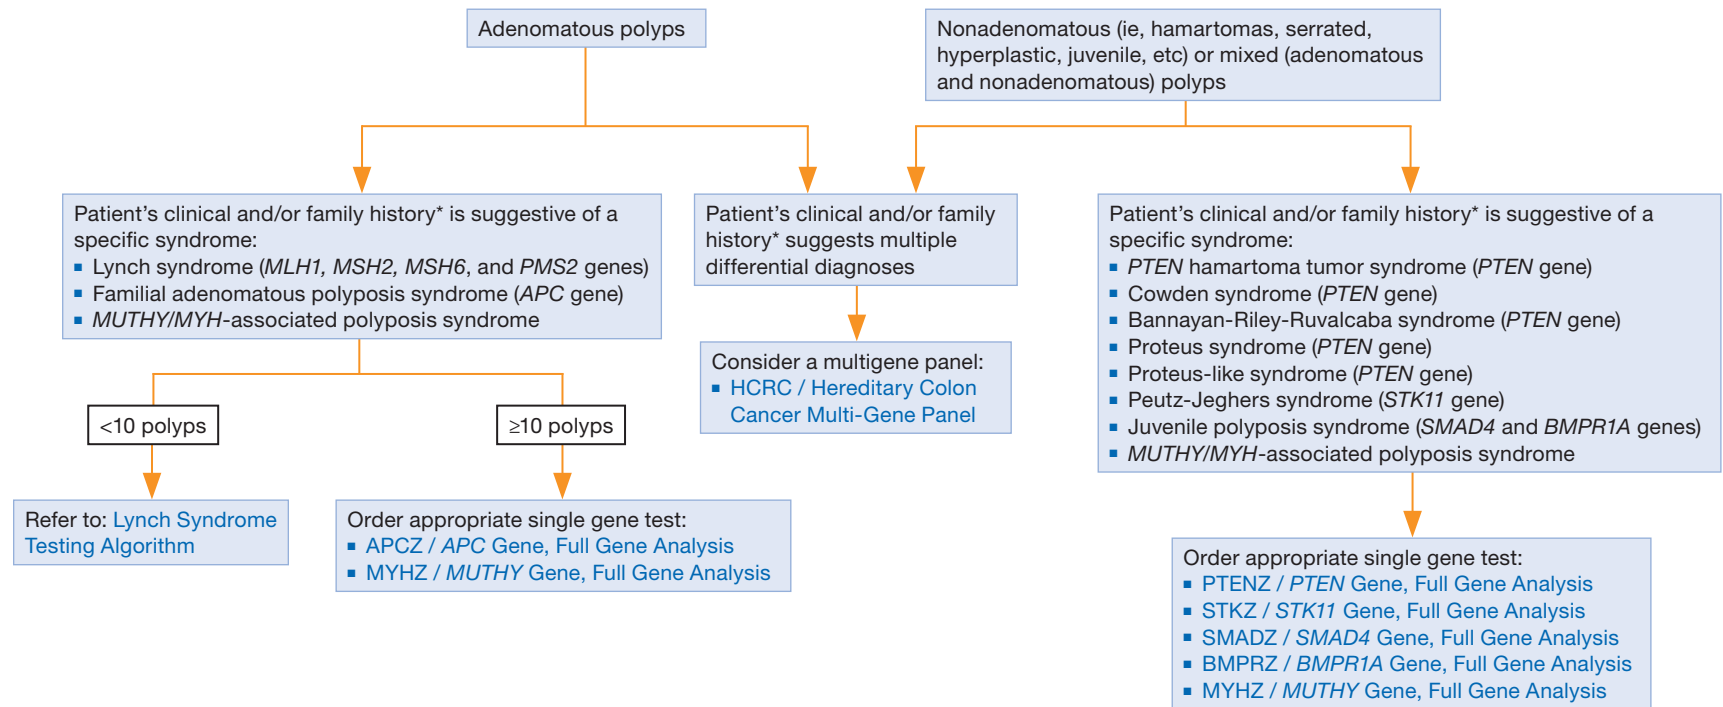 Adenomatous polyps
Nonadenomatous (ie, hamartomas, serrated,
hyperplastic, juvenile, etc) or mixed (adenomatous
and nonadenomatous) polyps
Patient's clinical and/or family history* is suggestive of a
specific syndrome:
▪ Lynch syndrome (MLH1, MSH2, MSH6, and PMS2 genes)
▪ Familial adenomatous polyposis syndrome (APC gene)
▪ MUTHY/MYH-associated polyposis syndrome
Patient's clinical and/or family
history* suggests multiple
differential diagnoses
Patient's clinical and/or family history* is suggestive of a
specific syndrome:
▪ PTEN hamartoma tumor syndrome (PTEN gene)
▪ Cowden syndrome (PTEN gene)
▪ Bannayan-Riley-Ruvalcaba syndrome (PTEN gene)
▪ Proteus syndrome (PTEN gene)
▪ Proteus-like syndrome (PTEN gene)
▪ Peutz-Jeghers syndrome (STK11 gene)
▪ Juvenile polyposis syndrome (SMAD4 and BMPR1A genes)
▪ MUTHY/MYH-associated polyposis syndrome
Consider a multigene panel:
▪ HCRC / Hereditary Colon
Cancer Multi-Gene Panel
<10 polyps
≥10 polyps
Refer to: Lynch Syndrome
Testing Algorithm
Order appropriate single gene test:
▪ APCZ / APC Gene, Full Gene Analysis
▪ MYHZ / MUTHY Gene, Full Gene Analysis
Order appropriate single gene test:
▪ PTENZ / PTEN Gene, Full Gene Analysis
▪ STKZ / STK11 Gene, Full Gene Analysis
▪ SMADZ / SMAD4 Gene, Full Gene Analysis
▪ BMPRZ / BMPR1A Gene, Full Gene Analysis
▪ MYHZ / MUTHY Gene, Full Gene Analysis